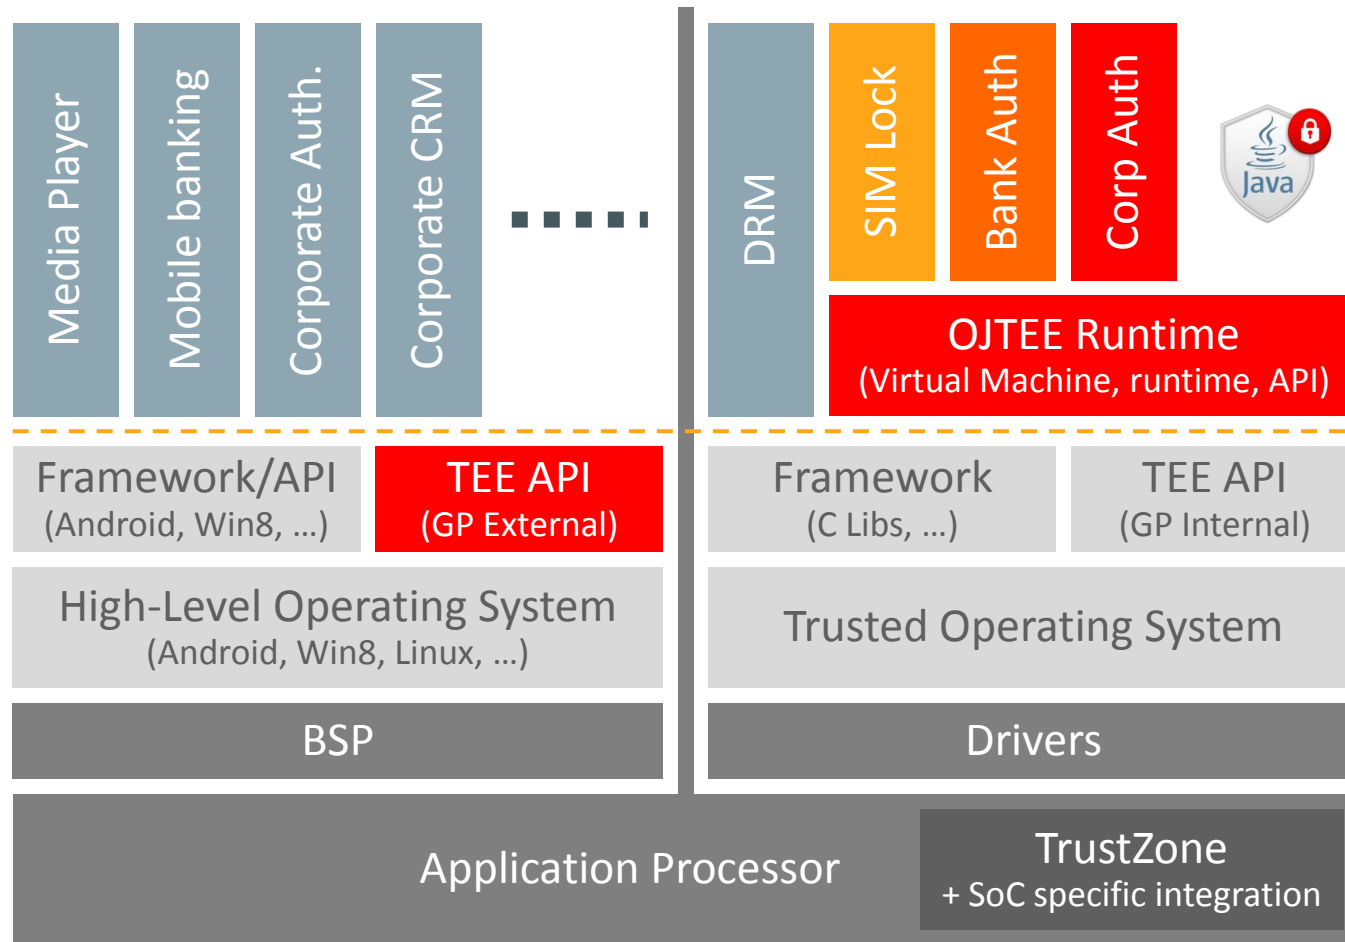 Media Player
Mobile banking
Corporate Auth.
Corporate CRM
DRM
SIM Lock
Bank Auth
Corp Auth
Java
OJTEE Runtime
(Virtual Machine, runtime, API)
Framework/API
(Android, Win8, ...)
TEE API
(GP External)
Framework
(C Libs, ...)
TEE API
(GP Internal)
High-Level Operating System
(Android, Win8, Linux, ...)
Trusted Operating System
BSP
Drivers
Application Processor
TrustZone
+ SoC specific integration